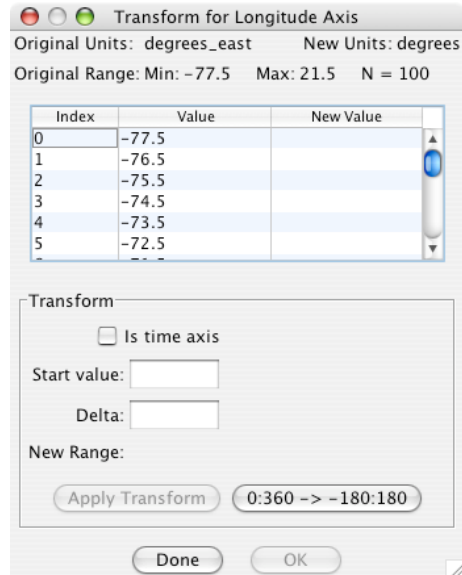 Transform for Longitude Axis
Original Units: degrees_east New Units: degrees
Original Range: Min: -77.5 Max: 21.5 N = 100
Index Value New Value
0 -77.5
1 -76.5
2 -75.5
3 -74.5
4 -73.5
5 -72.5
Transform
Is time axis
Start value:
Delta:
New Range:
Apply Transform 0:360 -> -180:180
Done OK